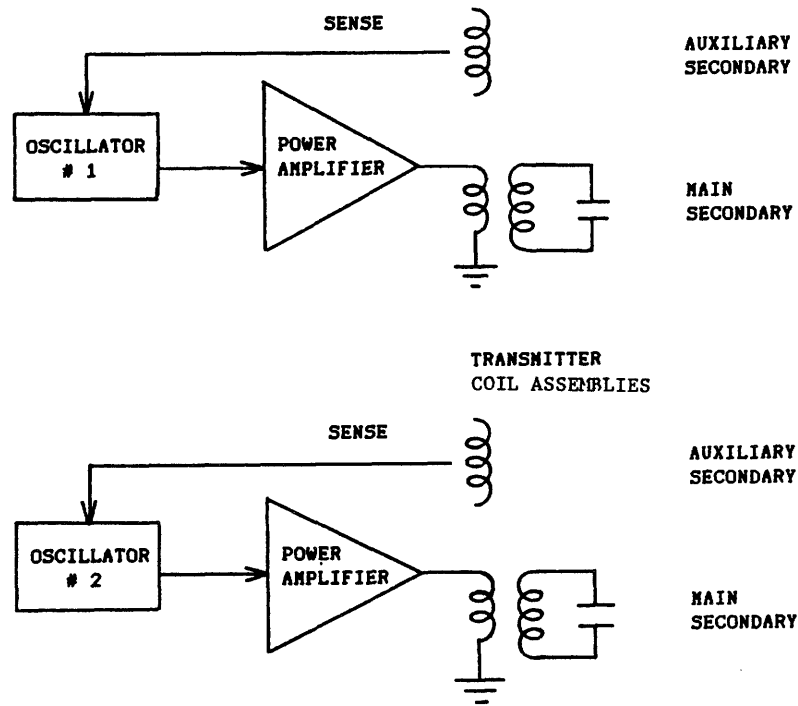 SENSE
AUXILIARY
SECONDARY
OSCILLATOR
# 1
POWER
AMPLIFIER
MAIN
SECONDARY
TRANSMITTER
COIL ASSEMBLIES
SENSE
AUXILIARY
SECONDARY
OSCILLATOR
# 2
POWER
AMPLIFIER
MAIN
SECONDARY